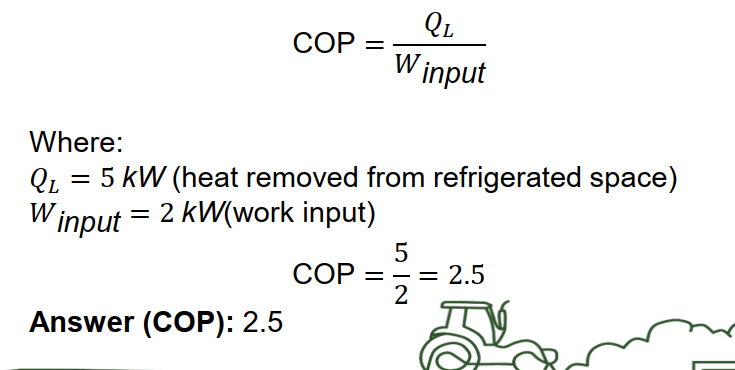 COP = Q_L / W_input
Where:
Q_L = 5 kW (heat removed from refrigerated space)
W_input = 2 kW(work input)
COP = 5/2 = 2.5
Answer (COP): 2.5